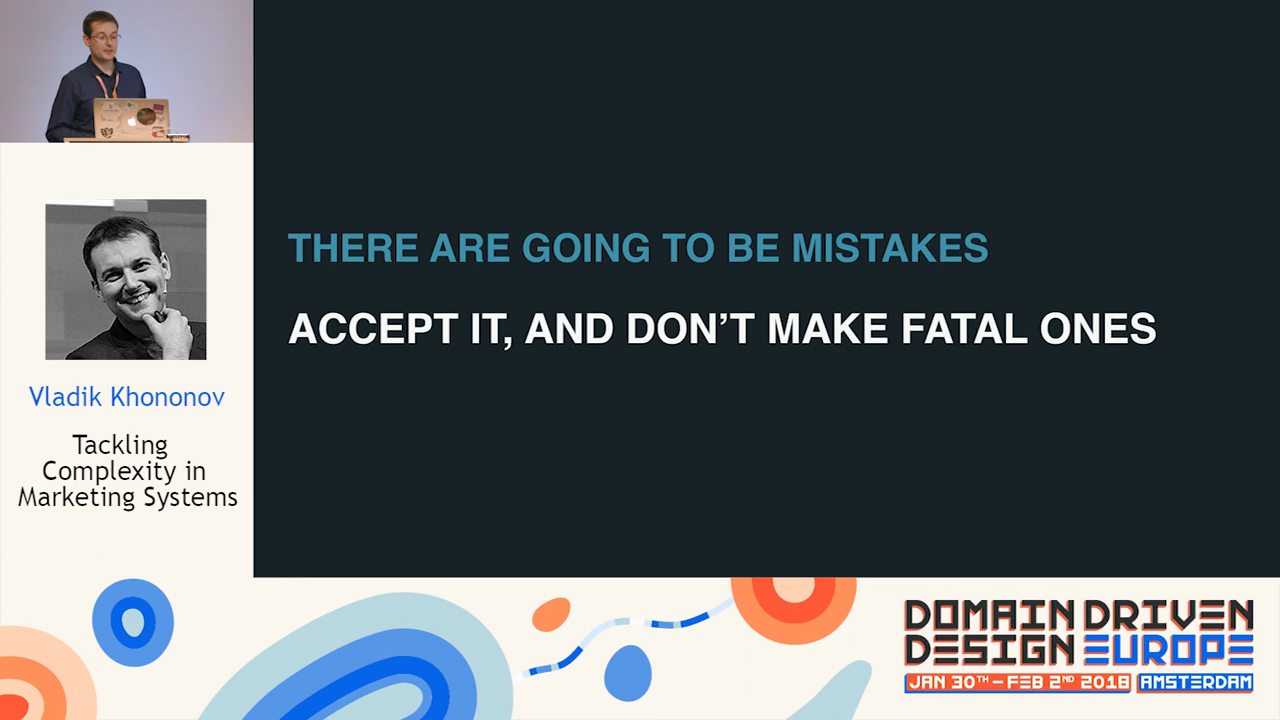 THERE ARE GOING TO BE MISTAKES
ACCEPT IT, AND DON’T MAKE FATAL ONES
Vladik Khononov
Tackling
Complexity in
Marketing Systems
DOMAIN DRIVEN
DESIGN EUROPE
JAN 30TH – FEB 2ND 2018 AMSTERDAM